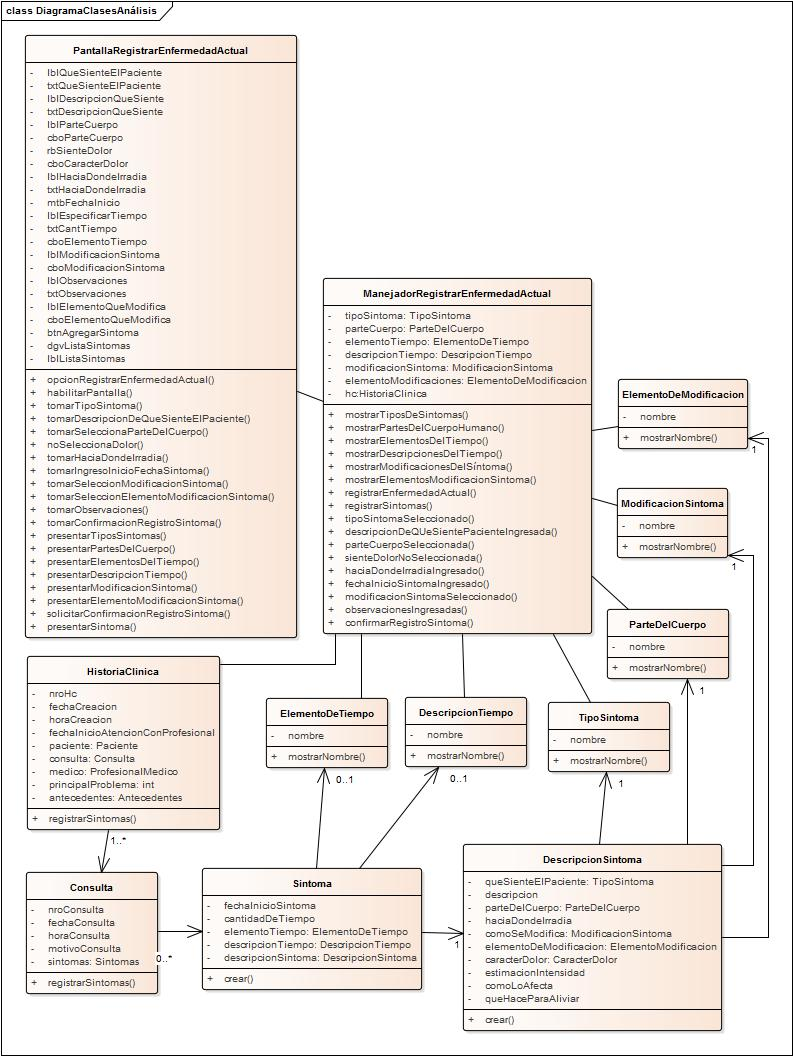 class DiagramaClasesAnálisis
PantallaRegistrarEnfermedadActual
- lblQueSienteElPaciente
- txtQueSienteElPaciente
- lblDescripcionQueSiente
- txtDescripcionQueSiente
- lblParteCuerpo
- cboParteCuerpo
- rbSienteDolor
- cboCaracterDolor
- lblHaciaDondeIrradia
- txtHaciaDondeIrradia
- mtbFechaInicio
- lblEspecificarTiempo
- txtCantTiempo
- cboElementoTiempo
- lblModificacionSintoma
- cboModificacionSintoma
- lblObservaciones
- txtObservaciones
- lblElementoQueModifica
- cboElementoQueModifica
- btnAgregarSintoma
- dgvListaSintomas
- lblListaSintomas
+ opcionRegistrarEnfermedadActual()
+ habilitarPantalla()
+ tomarTipoSintoma()
+ tomarDescripcionDeQueSienteElPaciente()
+ tomarSeleccionaParteDelCuerpo()
+ noSeleccionaDolor()
+ tomarHaciaDondeIrradia()
+ tomarIngresoInicioFechaSintoma()
+ tomarSeleccionModificacionSintoma()
+ tomarSeleccionElementoModificacionSintoma()
+ tomarObservaciones()
+ tomarConfirmacionRegistroSintoma()
+ presentarTiposSintomas()
+ presentarPartesDelCuerpo()
+ presentarElementosDelTiempo()
+ presentarDescripcionTiempo()
+ presentarModificacionSintoma()
+ presentarElementoModificacionSintoma()
+ solicitarConfirmacionRegistroSintoma()
+ presentarSintoma()
ManejadorRegistrarEnfermedadActual
- tipoSintoma: TipoSintoma
- parteCuerpo: ParteDelCuerpo
- elementoTiempo: ElementoDeTiempo
- descripcionTiempo: DescripcionTiempo
- modificacionSintoma: ModificacionSintoma
- elementoModificaciones: ElementoDeModificacion
- hc:HistoriaClinica
+ mostrarTiposDeSintomas()
+ mostrarPartesDelCuerpoHumano()
+ mostrarElementosDelTiempo()
+ mostrarDescripcionesDelTiempo()
+ mostrarModificacionesDelSíntoma()
+ mostrarElementosModificacionSintoma()
+ registrarEnfermedadActual()
+ registrarSintomas()
+ tipoSintomaSeleccionado()
+ descripcionDeQUeSientePacienteIngresada()
+ parteCuerpoSeleccionada()
+ sienteDolorNoSeleccionada()
+ haciaDondeIrradiaIngresado()
+ fechaInicioSintomaIngresado()
+ modificacionSintomaSeleccionado()
+ observacionesIngresadas()
+ confirmarRegistroSintoma()
ElementoDeModificacion
- nombre
+ mostrarNombre()
1
ModificacionSintoma
- nombre
+ mostrarNombre()
1
ParteDelCuerpo
- nombre
+ mostrarNombre()
1
HistoriaClinica
- nroHc
- fechaCreacion
- horaCreacion
- fechaInicioAtencionConProfesional
- paciente: Paciente
- consulta: Consulta
- medico: ProfesionalMedico
- principalProblema: int
- antecedentes: Antecedentes
+ registrarSintomas()
1..*
ElementoDeTiempo
- nombre
+ mostrarNombre()
0..1
DescripcionTiempo
- nombre
+ mostrarNombre()
0..1
TipoSintoma
- nombre
+ mostrarNombre()
1
Consulta
- nroConsulta
- fechaConsulta
- horaConsulta
- motivoConsulta
- sintomas: Sintomas
+ registrarSintomas()
0..*
Sintoma
- fechaInicioSintoma
- cantidadDeTiempo
- elementoTiempo: ElementoDeTiempo
- descripcionTiempo: DescripcionTiempo
- descripcionSintoma: DescripcionSintoma
+ crear()
1
DescripcionSintoma
- queSienteElPaciente: TipoSintoma
- descripcion
- parteDelCuerpo: ParteDelCuerpo
- haciaDondeIrradia
- comoSeModifica: ModificacionSintoma
- elementoDeModificacion: ElementoModificacion
- caracterDolor: CaracterDolor
- estimacionIntensidad
- comoLoAfecta
- queHaceParaAliviar
+ crear()